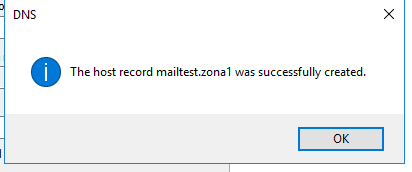 DNS
The host record mailtest.zona1 was successfully created.
OK